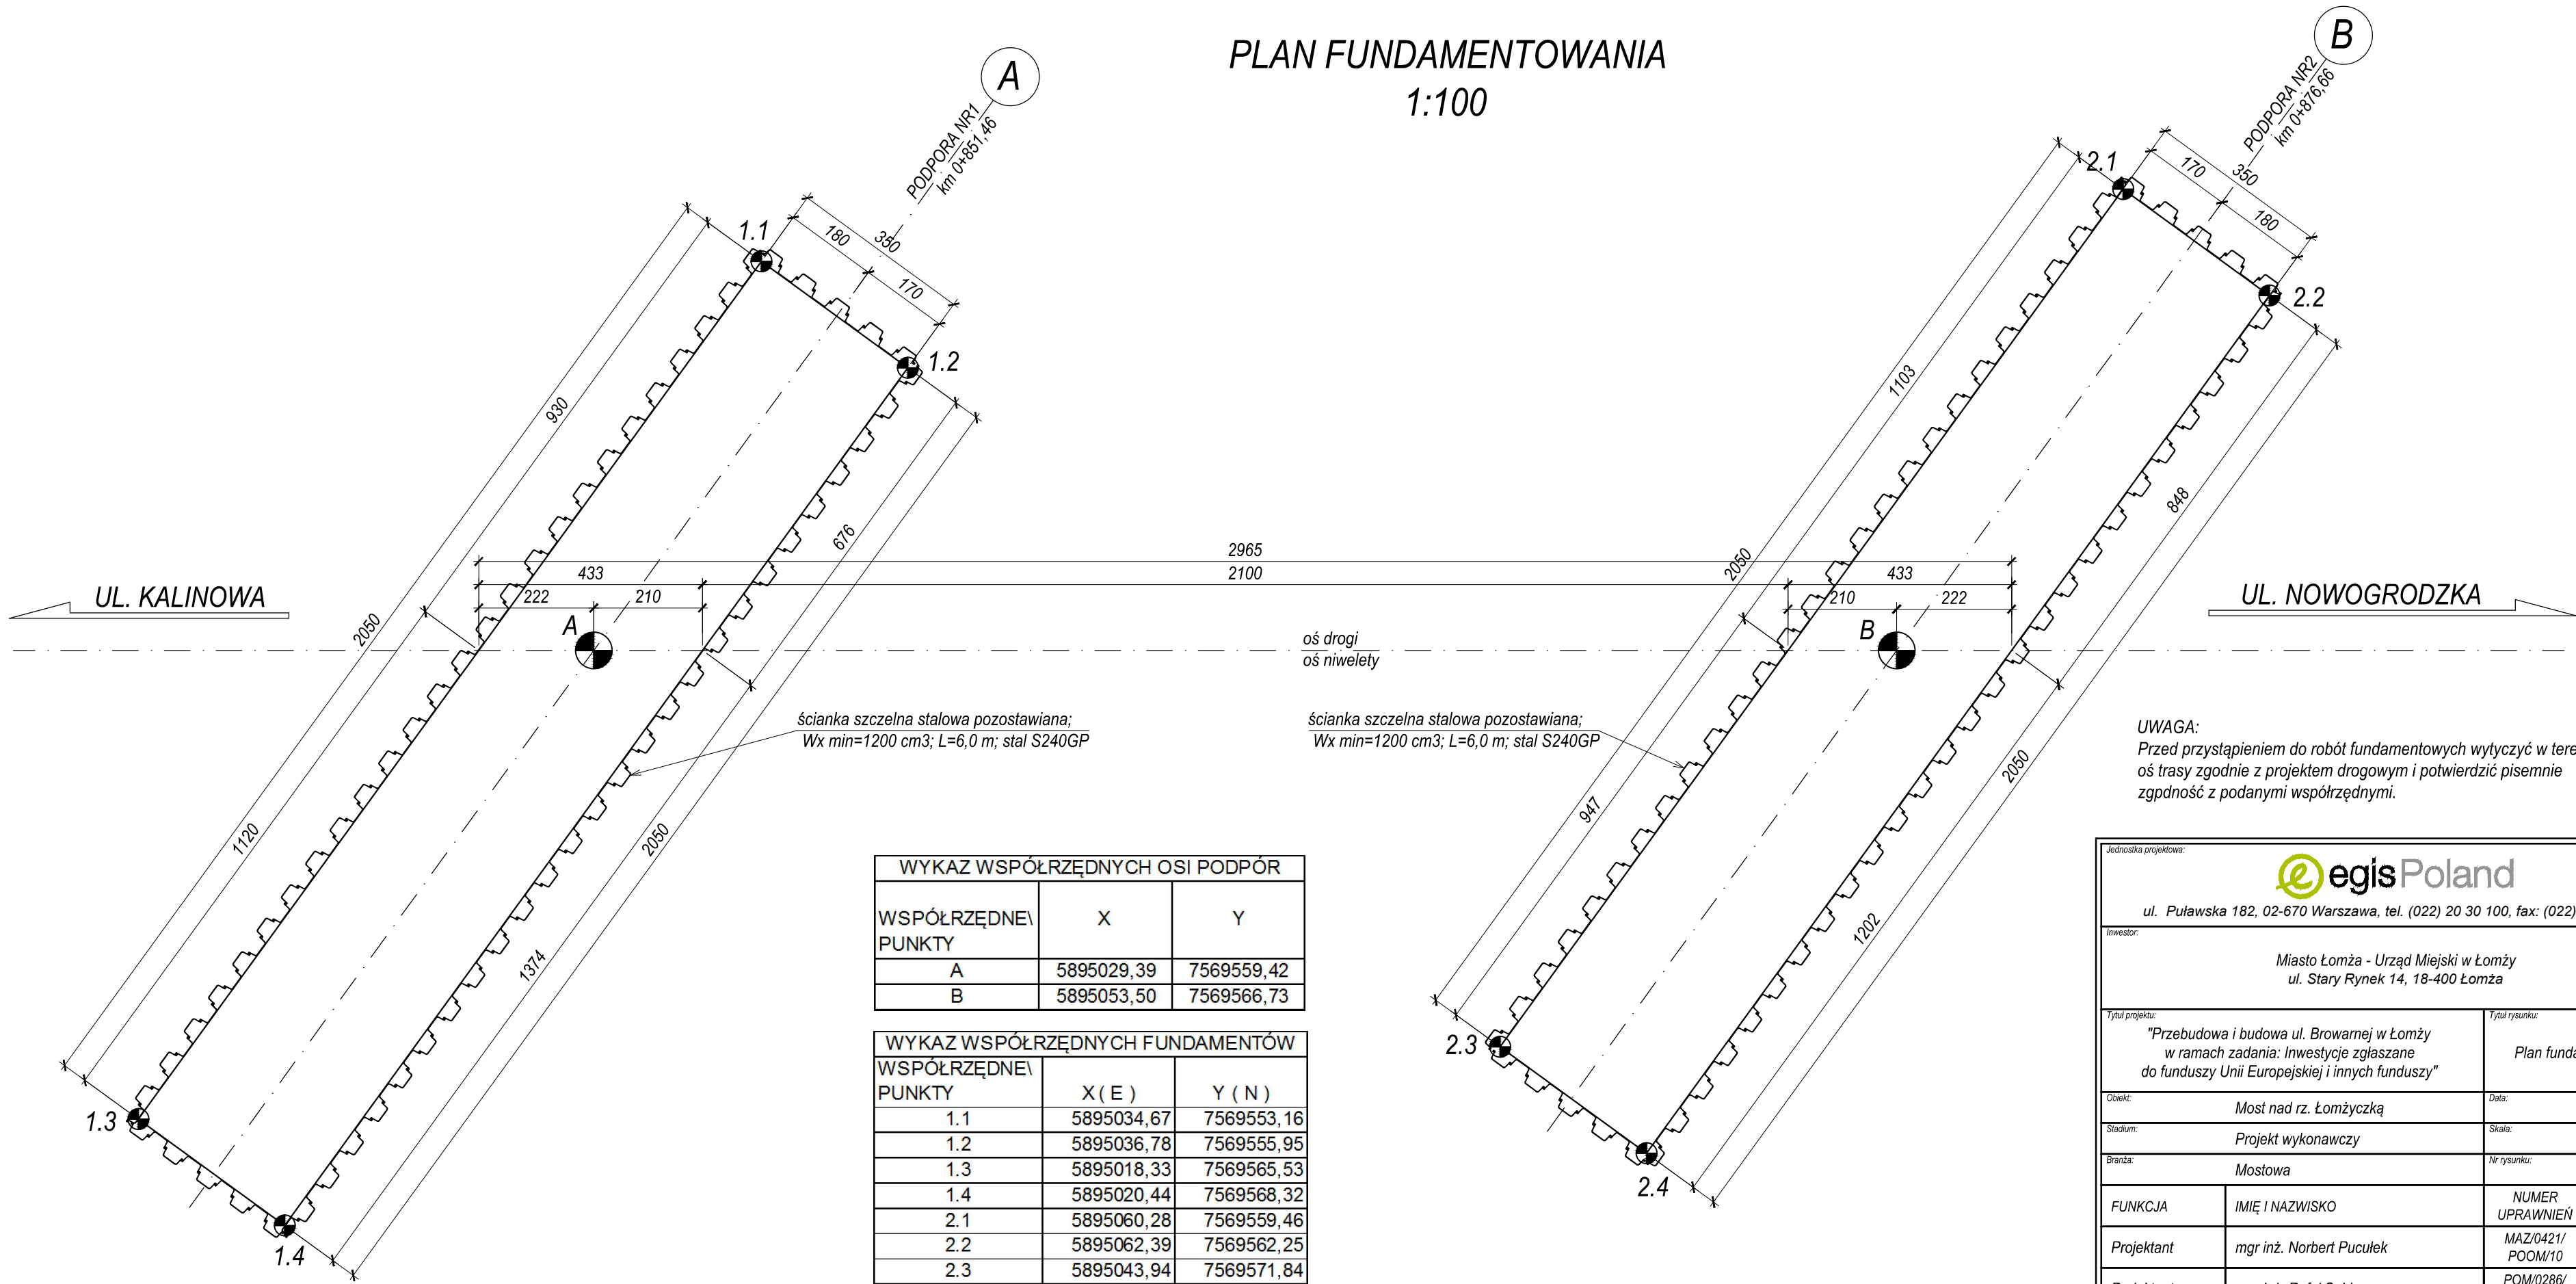 PLAN FUNDAMENTOWANIA
1:100
A
PODPORA NR1
km 0+851,46
B
PODPORA NR2
km 0+876,66
1.1
1.2
1.3
1.4
180
350
170
930
676
2050
1120
1374
2050
2.1
2.2
2.3
2.4
170
350
180
1103
848
2050
947
1202
2050
2965
2100
433
222
210
433
210
222
A
B
UL. KALINOWA
UL. NOWOGRODZKA
oś drogi
oś niwelety
ścianka szczelna stalowa pozostawiana;
Wx min=1200 cm3; L=6,0 m; stal S240GP
ścianka szczelna stalowa pozostawiana;
Wx min=1200 cm3; L=6,0 m; stal S240GP
UWAGA:
Przed przystąpieniem do robót fundamentowych wytyczyć w tere
oś trasy zgodnie z projektem drogowym i potwierdzić pisemnie
zgpdność z podanymi współrzędnymi.
WYKAZ WSPÓŁRZĘDNYCH OSI PODPÓR
WSPÓŁRZĘDNE\ PUNKTY X Y
A 5895029,39 7569559,42
B 5895053,50 7569566,73
WYKAZ WSPÓŁRZĘDNYCH FUNDAMENTÓW
WSPÓŁRZĘDNE\ PUNKTY X ( E ) Y ( N )
1.1 5895034,67 7569553,16
1.2 5895036,78 7569555,95
1.3 5895018,33 7569565,53
1.4 5895020,44 7569568,32
2.1 5895060,28 7569559,46
2.2 5895062,39 7569562,25
2.3 5895043,94 7569571,84
Jednostka projektowa:
egis Poland
ul. Puławska 182, 02-670 Warszawa, tel. (022) 20 30 100, fax: (022)
Inwestor:
Miasto Łomża - Urząd Miejski w Łomży
ul. Stary Rynek 14, 18-400 Łomża
Tytuł projektu:
"Przebudowa i budowa ul. Browarnej w Łomży
w ramach zadania: Inwestycje zgłaszane
do funduszy Unii Europejskiej i innych funduszy"
Tytuł rysunku:
Plan funda
Obiekt:
Most nad rz. Łomżyczką
Data:
Stadium:
Projekt wykonawczy
Skala:
Branża:
Mostowa
Nr rysunku:
FUNKCJA IMIĘ I NAZWISKO NUMER UPRAWNIEŃ
Projektant mgr inż. Norbert Pucułek MAZ/0421/ POOM/10
POM/0286/